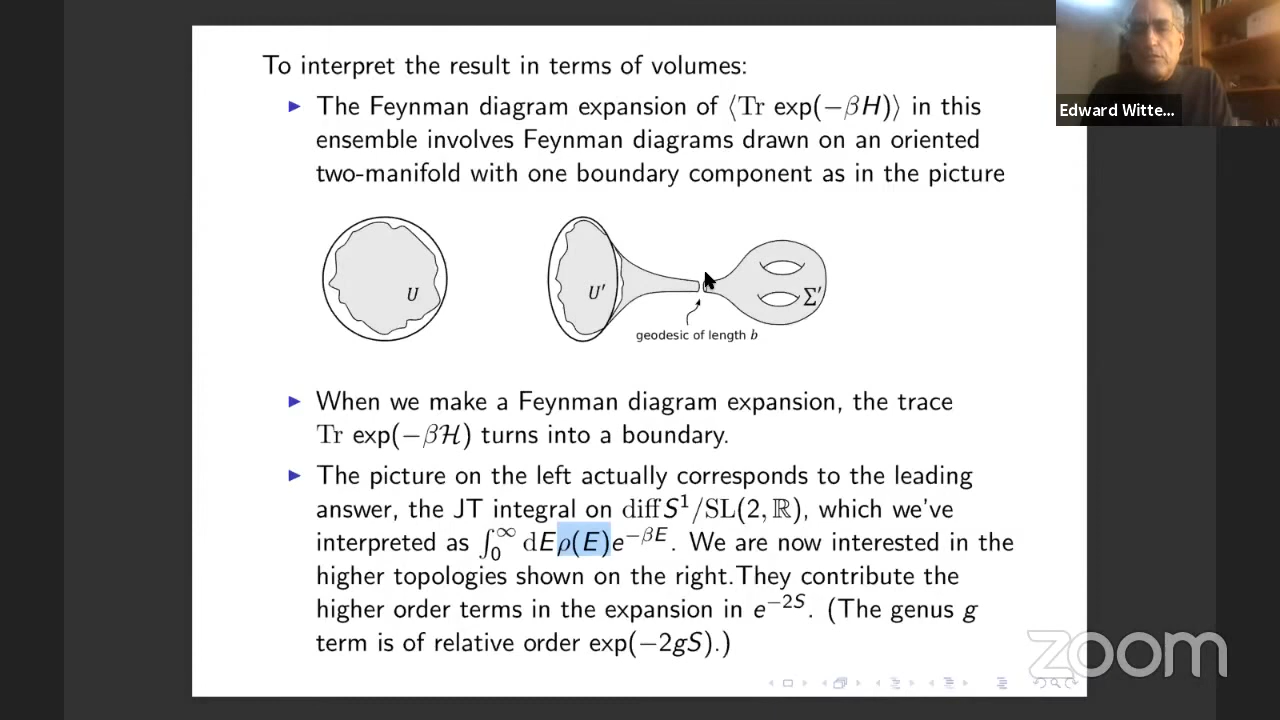 To interpret the result in terms of volumes:
Edward Witte...
▶ The Feynman diagram expansion of ⟨Tr exp(−βH)⟩ in this
ensemble involves Feynman diagrams drawn on an oriented
two-manifold with one boundary component as in the picture
U
U′
Σ′
geodesic of length b
▶ When we make a Feynman diagram expansion, the trace
Tr exp(−βℋ) turns into a boundary.
▶ The picture on the left actually corresponds to the leading
answer, the JT integral on diff S¹/SL(2, ℝ), which we've
interpreted as ∫₀^∞ dEρ(E)e^{−βE}. We are now interested in the
higher topologies shown on the right.They contribute the
higher order terms in the expansion in e^{−2S}. (The genus g
term is of relative order exp(−2gS).)
zoom